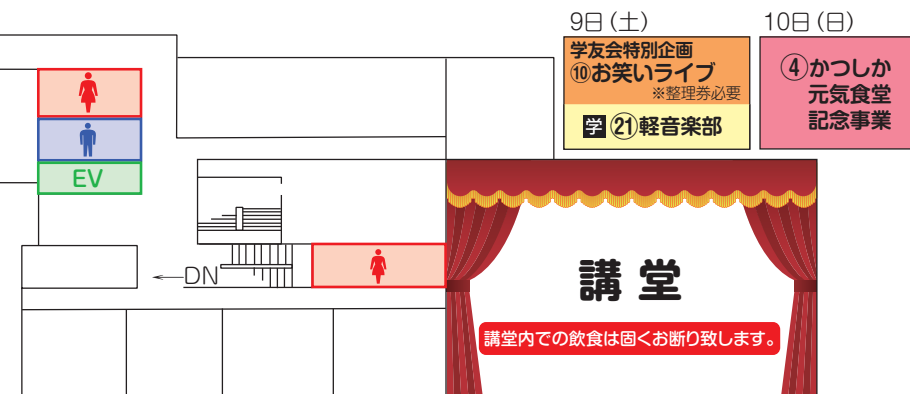 9日(土)
学友会特別企画
⑩お笑いライブ
※整理券必要
学 ㉑軽音楽部
10日(日)
④かつしか
元気食堂
記念事業
EV
DN
講堂
講堂内での飲食は固くお断り致します。